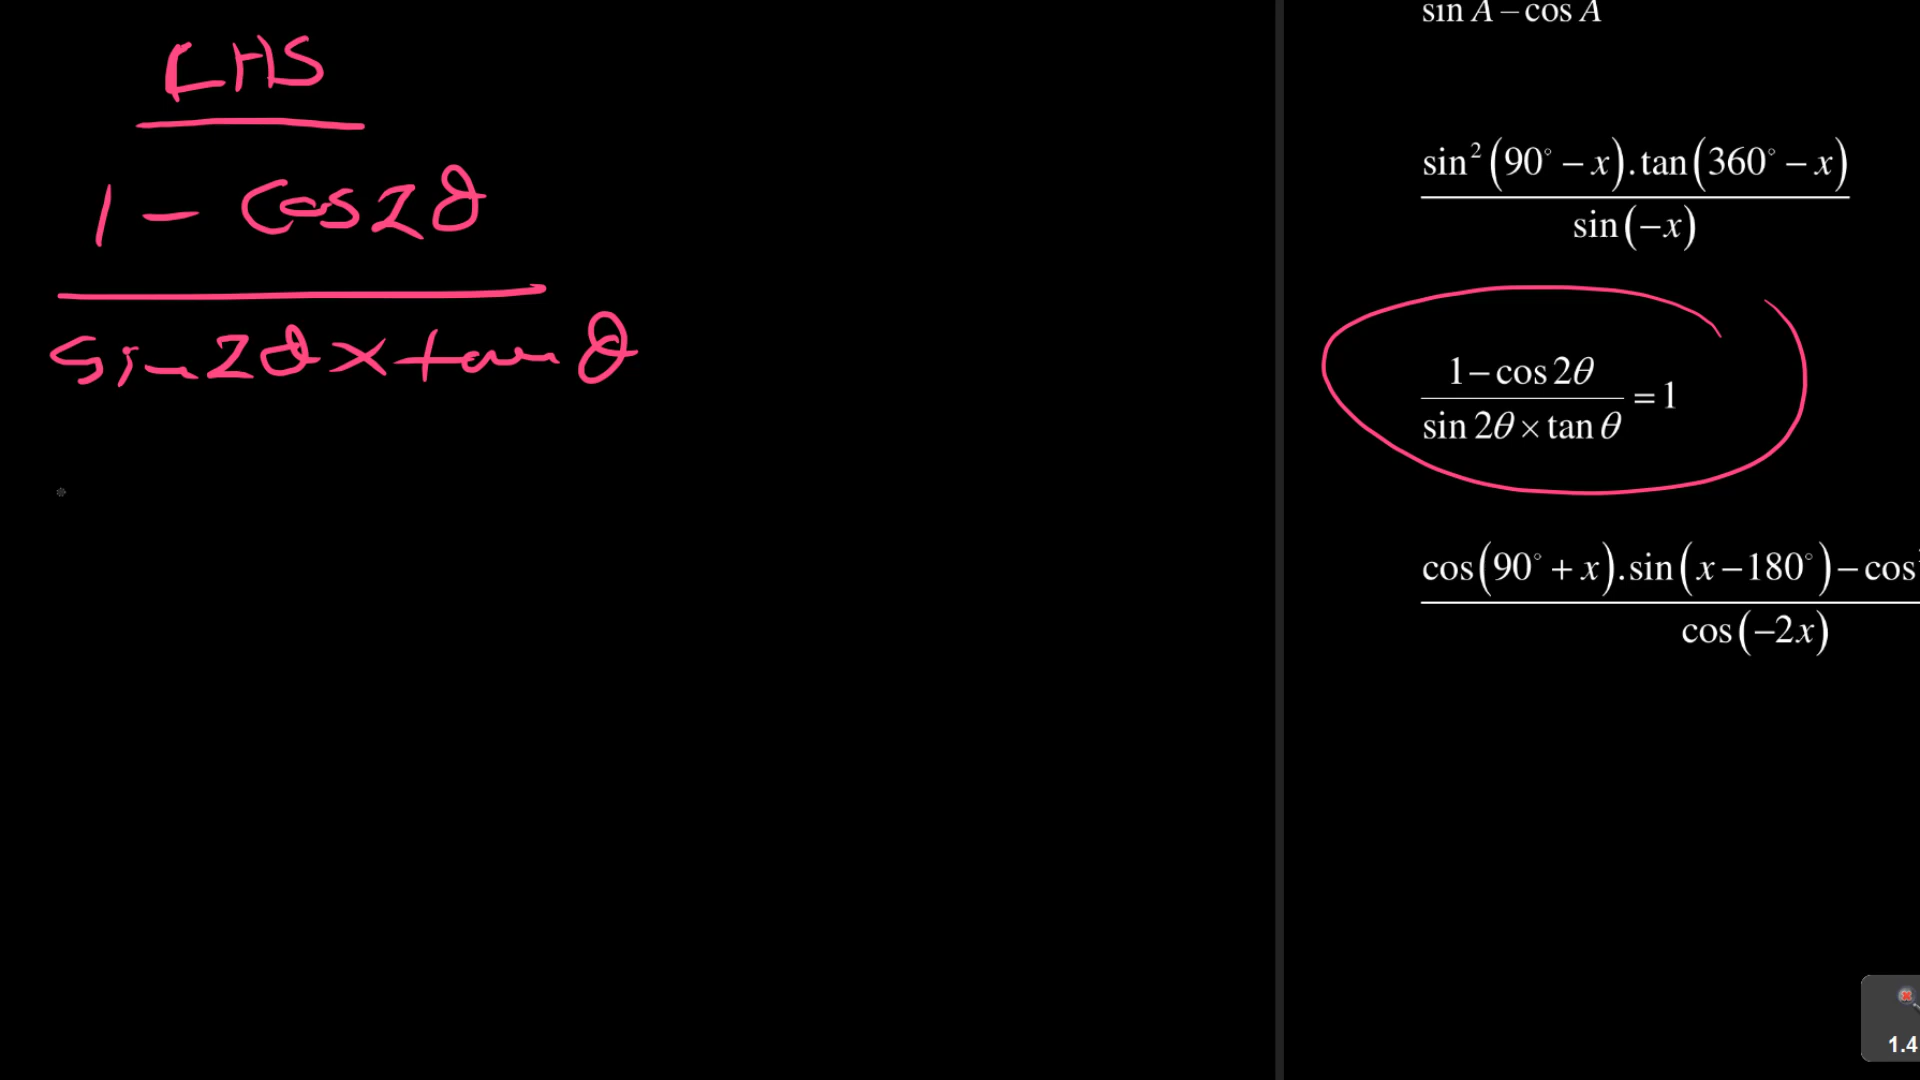 LHS
1 - cos2θ
sin2θ x tan θ
sin A – cos A
sin² (90° – x).tan(360° – x)
sin(–x)
1 – cos 2θ
sin 2θ × tan θ
= 1
cos(90° + x).sin(x – 180°) – cos
cos(–2x)
1.4